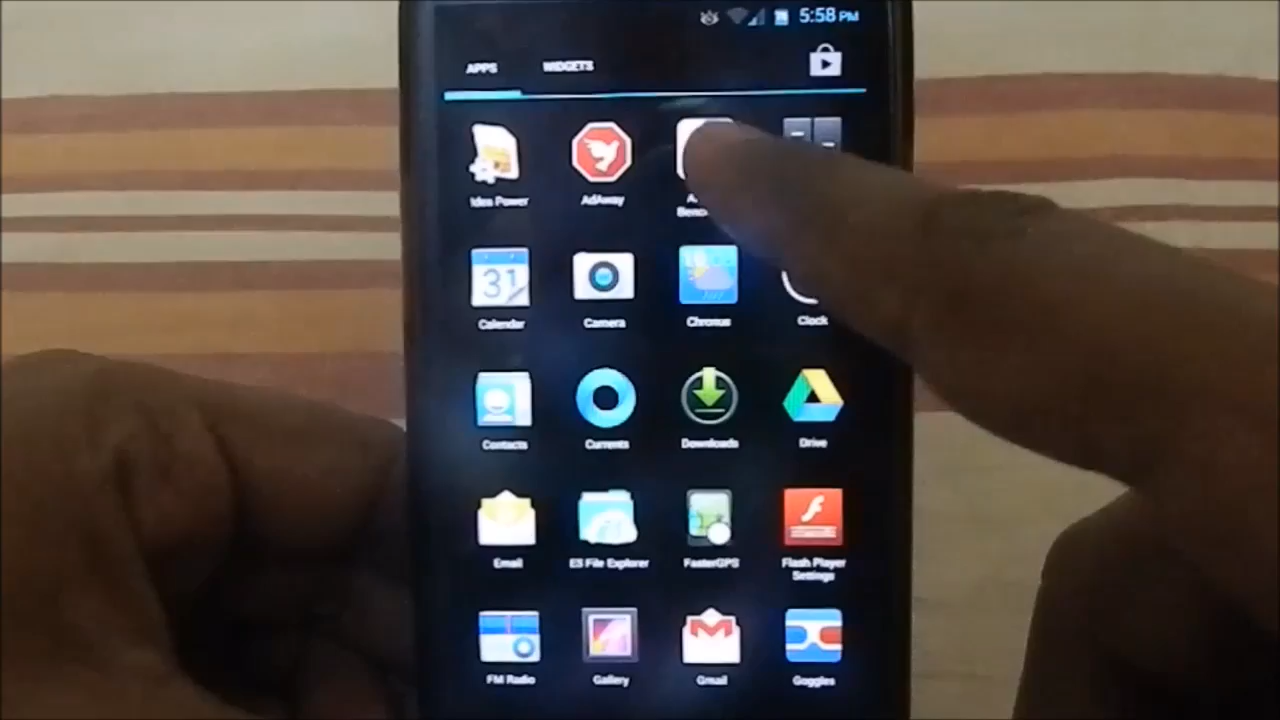 5:58 PM
APPS WIDGETS
Idea Power AdAway
31
Calendar Camera Chronus Clock
Contacts Currents Downloads Drive
Email ES File Explorer FasterGPS Flash Player
Settings
FM Radio Gallery Gmail Goggles